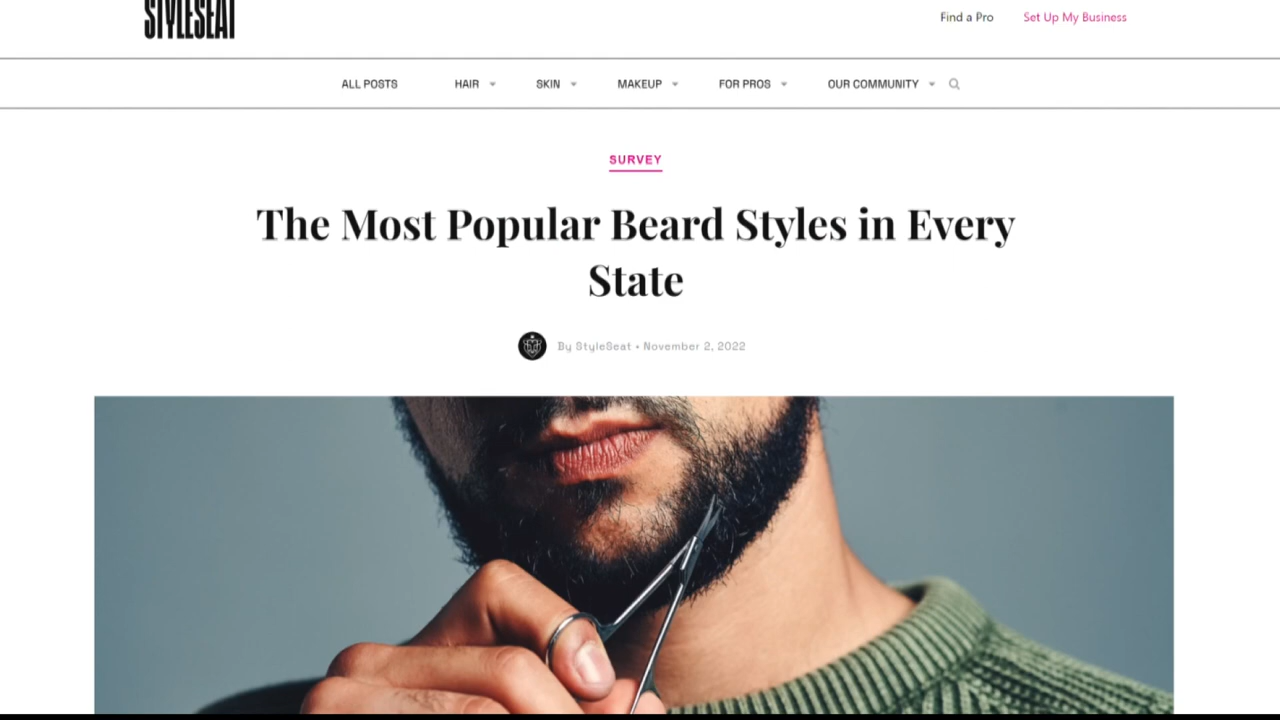 STYLESEAT
Find a Pro Set Up My Business
ALL POSTS HAIR SKIN MAKEUP FOR PROS OUR COMMUNITY
SURVEY
The Most Popular Beard Styles in Every
State
By StyleSeat • November 2, 2022